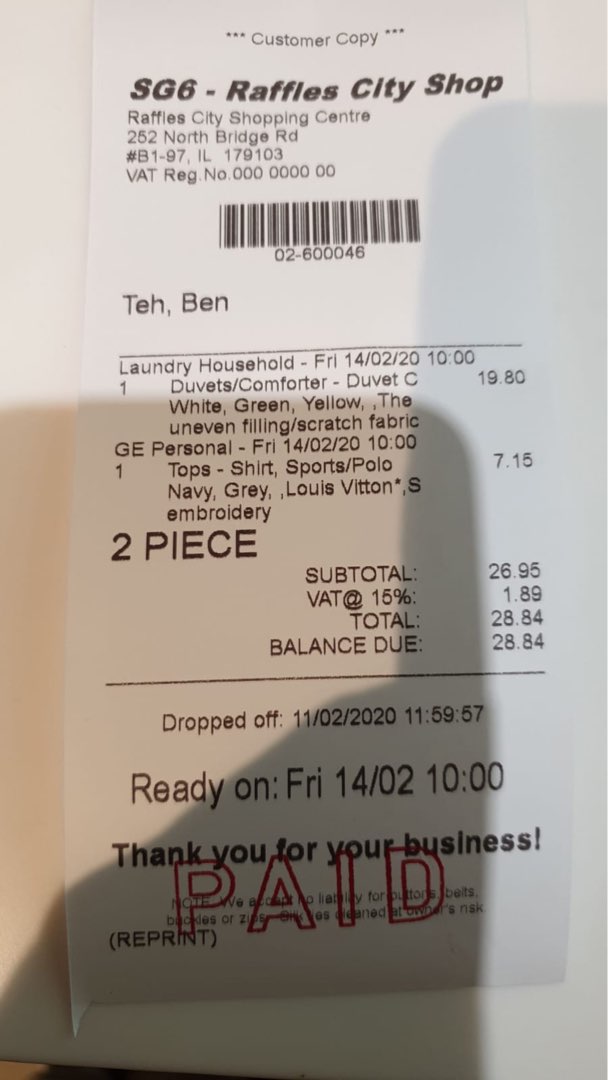 *** Customer Copy ***
SG6 - Raffles City Shop
Raffles City Shopping Centre
252 North Bridge Rd
#B1-97, IL 179103
VAT Reg.No.000 0000 00
02-600046
Teh, Ben
Laundry Household - Fri 14/02/20 10:00
1 Duvets/Comforter - Duvet C 19.80
White, Green, Yellow, ,The
uneven filling/scratch fabric
GE Personal - Fri 14/02/20 10:00
1 Tops - Shirt, Sports/Polo 7.15
Navy, Grey, ,Louis Vitton*,S
embroidery
2 PIECE
SUBTOTAL: 26.95
VAT@ 15%: 1.89
TOTAL: 28.84
BALANCE DUE: 28.84
Dropped off: 11/02/2020 11:59:57
Ready on: Fri 14/02 10:00
Thank you for your business!
PAID
NOTE. We accept no liability for buttons, belts,
buckles or zips. Silk ties cleaned at owner's risk.
(REPRINT)